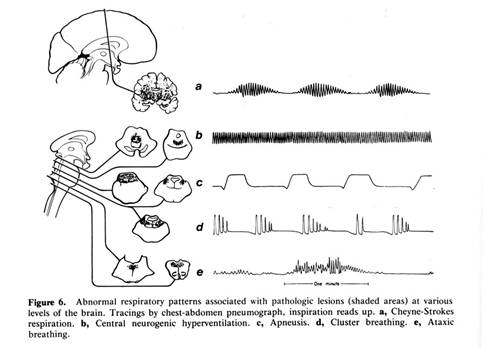 a
b
c
d
e
One minute
Figure 6. Abnormal respiratory patterns associated with pathologic lesions (shaded areas) at various
levels of the brain. Tracings by chest-abdomen pneumograph, inspiration reads up. a, Cheyne-Strokes
respiration. b, Central neurogenic hyperventilation. c, Apneusis. d, Cluster breathing. e, Ataxic
breathing.